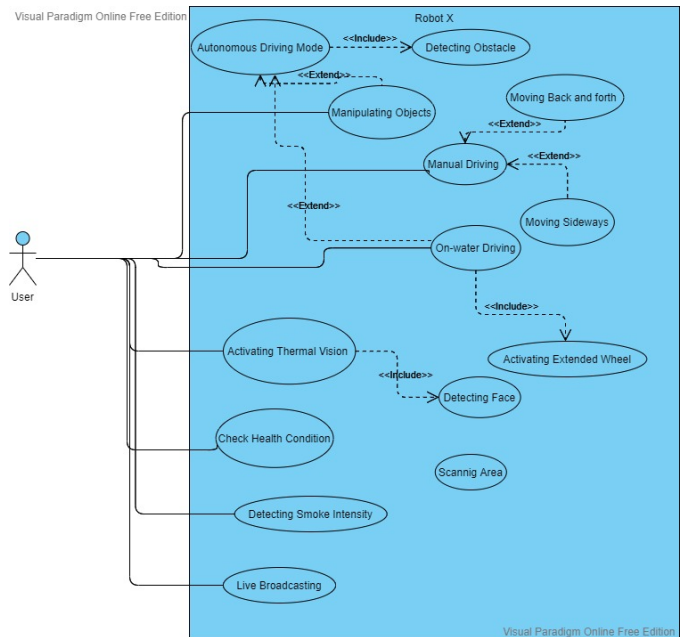 Visual Paradigm Online Free Edition
Robot X
Autonomous Driving Mode
<<Include>>
Detecting Obstacle
<<Extend>>
Manipulating Objects
Moving Back and forth
<<Extend>>
Manual Driving
<<Extend>>
Moving Sideways
<<Extend>>
On-water Driving
User
<<Include>>
Activating Thermal Vision
Activating Extended Wheel
<<Include>>
Detecting Face
Check Health Condition
Scannig Area
Detecting Smoke Intensity
Live Broadcasting
Visual Paradigm Online Free Edition